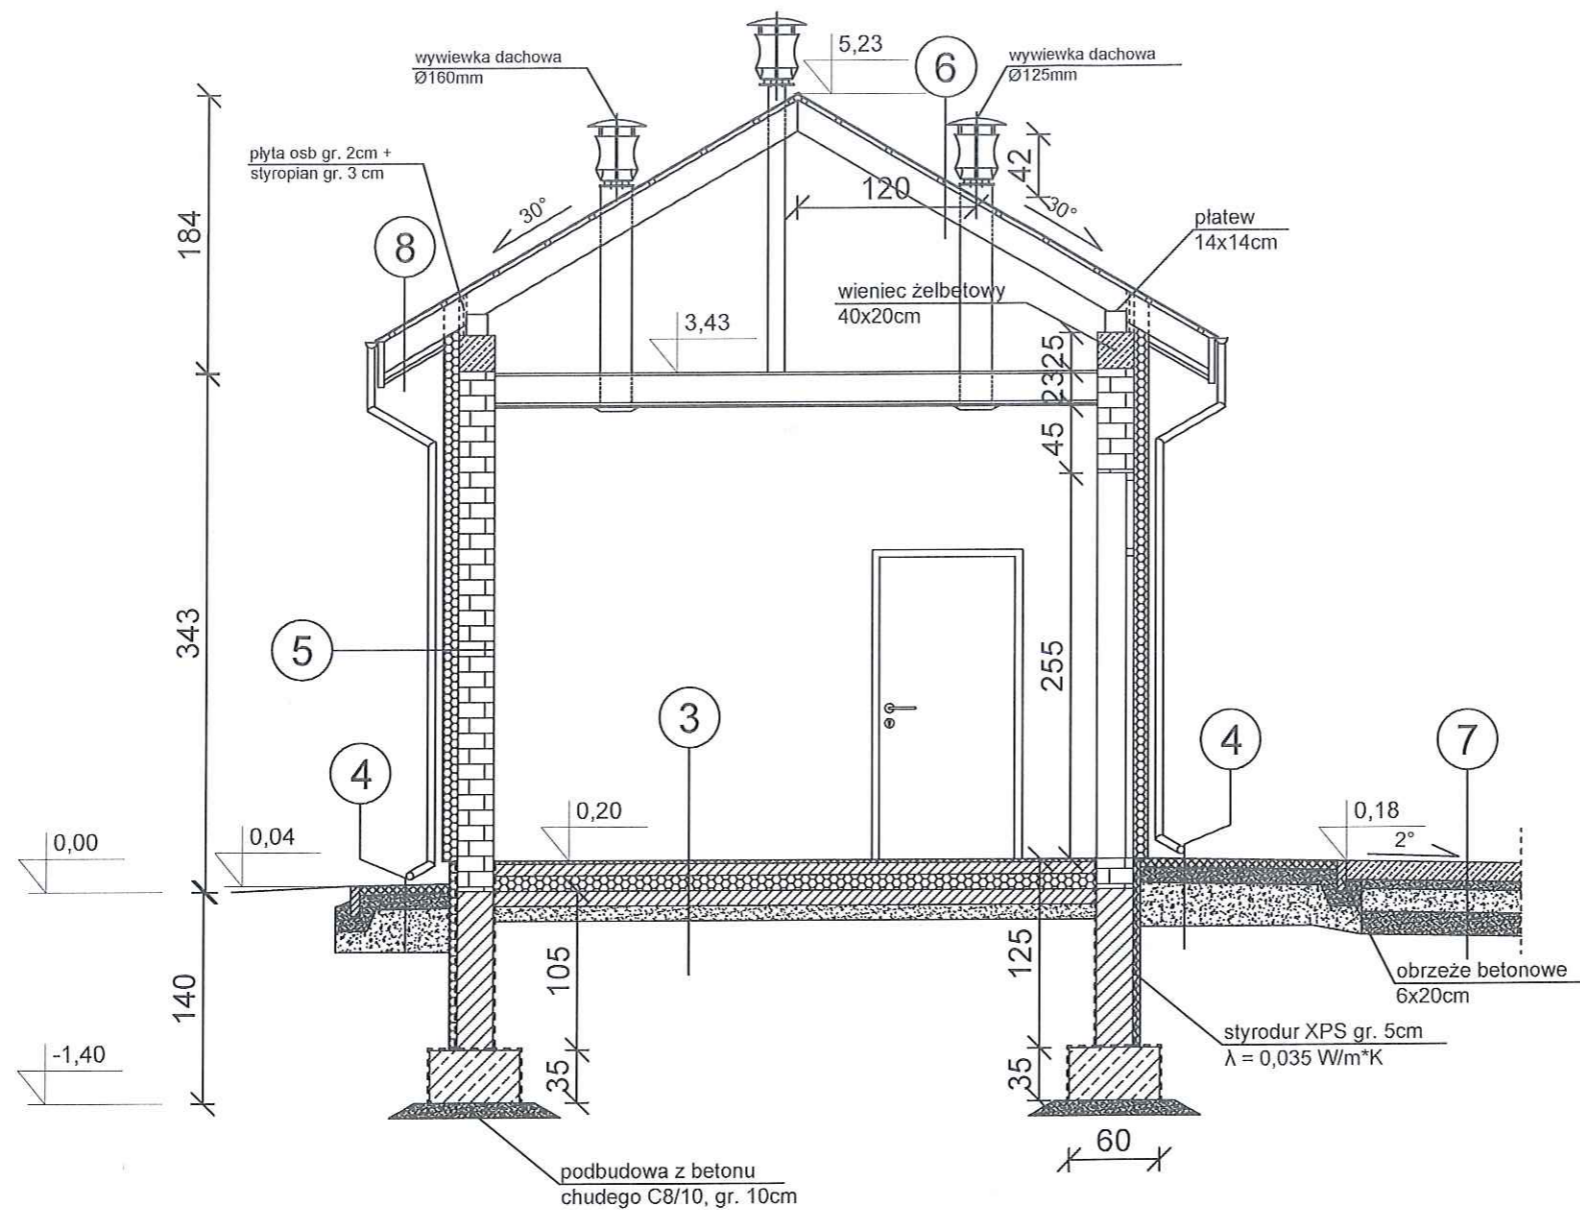 5,23
wywiewka dachowa
Ø160mm
6
wywiewka dachowa
Ø125mm
płyta osb gr. 2cm +
styropian gr. 3 cm
42
120
30°
30°
184
8
płatew
14x14cm
wieniec żelbetowy
40x20cm
3,43
25
23
45
343
5
255
3
4
4
7
0,00
0,04
0,20
0,18
2°
105
125
140
obrzeże betonowe
6x20cm
styrodur XPS gr. 5cm
λ = 0,035 W/m*K
-1,40
35
35
60
podbudowa z betonu
chudego C8/10, gr. 10cm